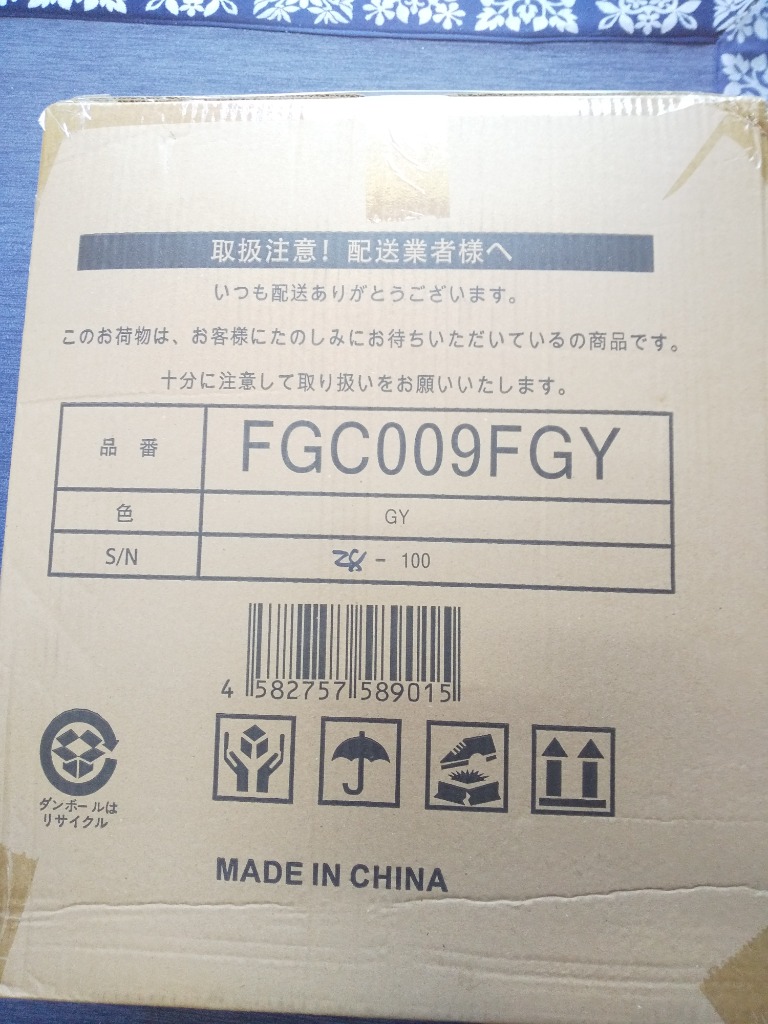 取扱注意! 配送業者様へ
いつも配送ありがとうございます。
このお荷物は、お客様にたのしみにお待ちいただいているの商品です。
十分に注意して取り扱いをお願いいたします。
品番 FGC009FGY
色 GY
S/N 82 - 100
4 582757 589015
ダンボールは
リサイクル
MADE IN CHINA